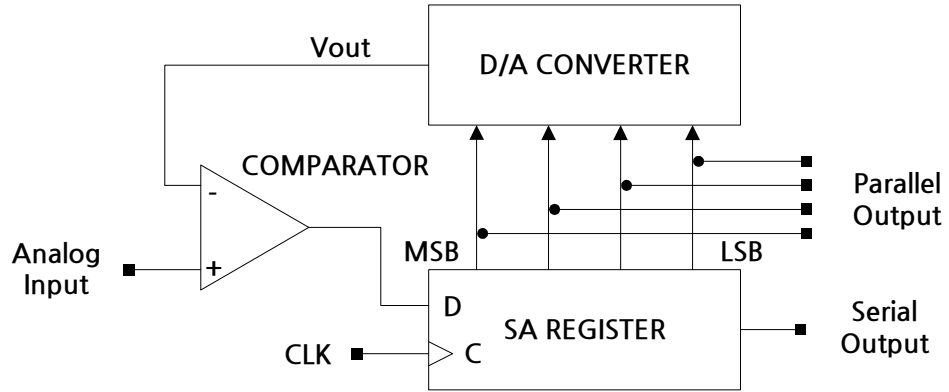 Vout
D/A CONVERTER
COMPARATOR
-
Parallel
Output
Analog
Input
+
MSB
LSB
D
SA REGISTER
Serial
Output
CLK
C